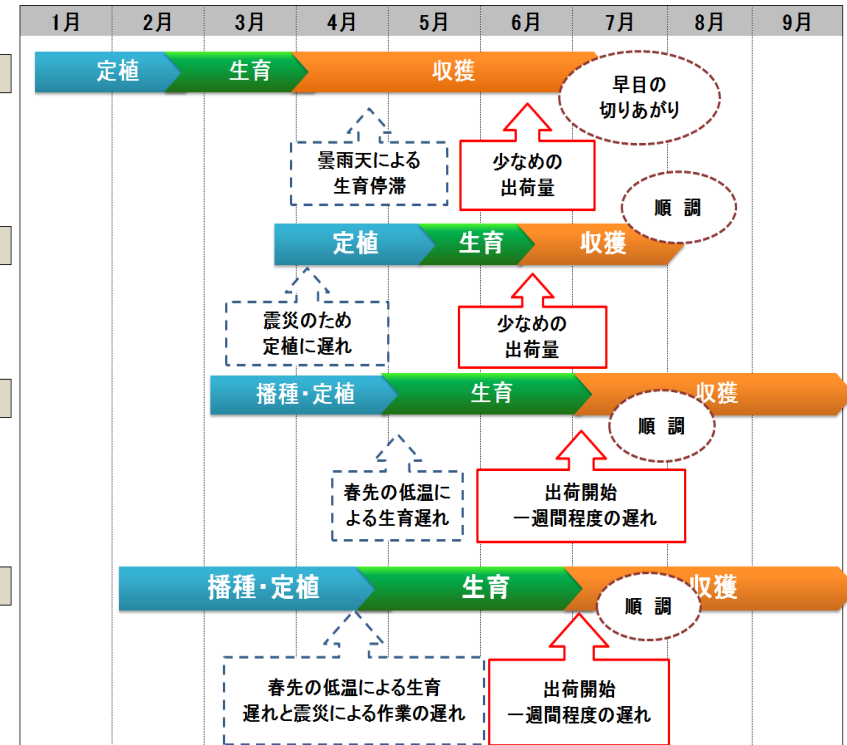 1月 2月 3月 4月 5月 6月 7月 8月 9月
定植 生育 収獲
早目の
切りあがり
曇雨天による
生育停滞
少なめの
出荷量
順 調
定植 生育 収獲
震災のため
定植に遅れ
少なめの
出荷量
播種・定植 生育 収獲
順 調
春先の低温に
よる生育遅れ
出荷開始
一週間程度の遅れ
播種・定植 生育 収獲
順 調
春先の低温による生育
遅れと震災による作業の遅れ
出荷開始
一週間程度の遅れ